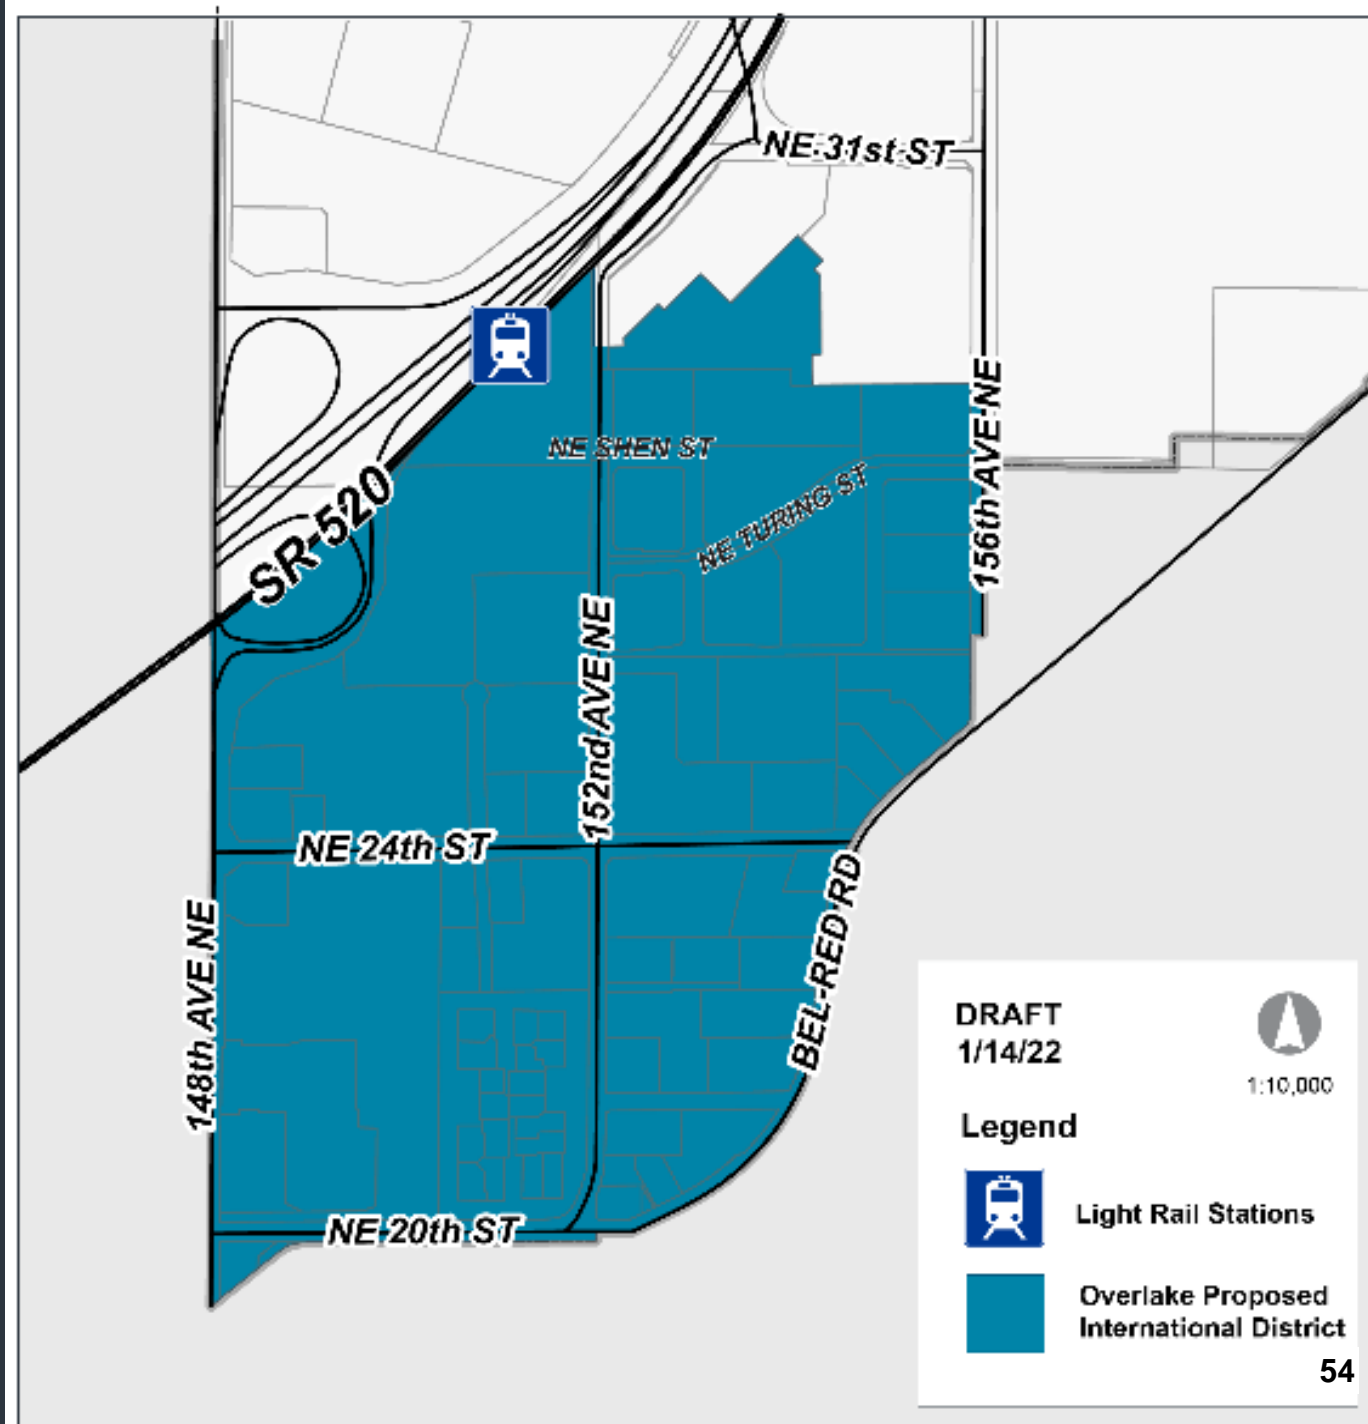 NE 31st ST
NE SHEN ST
NE TURING ST
156th AVE NE
SR-520
152nd AVE NE
NE 24th ST
148th AVE NE
BEL-RED RD
NE 20th ST
DRAFT
1/14/22
1:10,000
Legend
Light Rail Stations
Overlake Proposed
International District
54